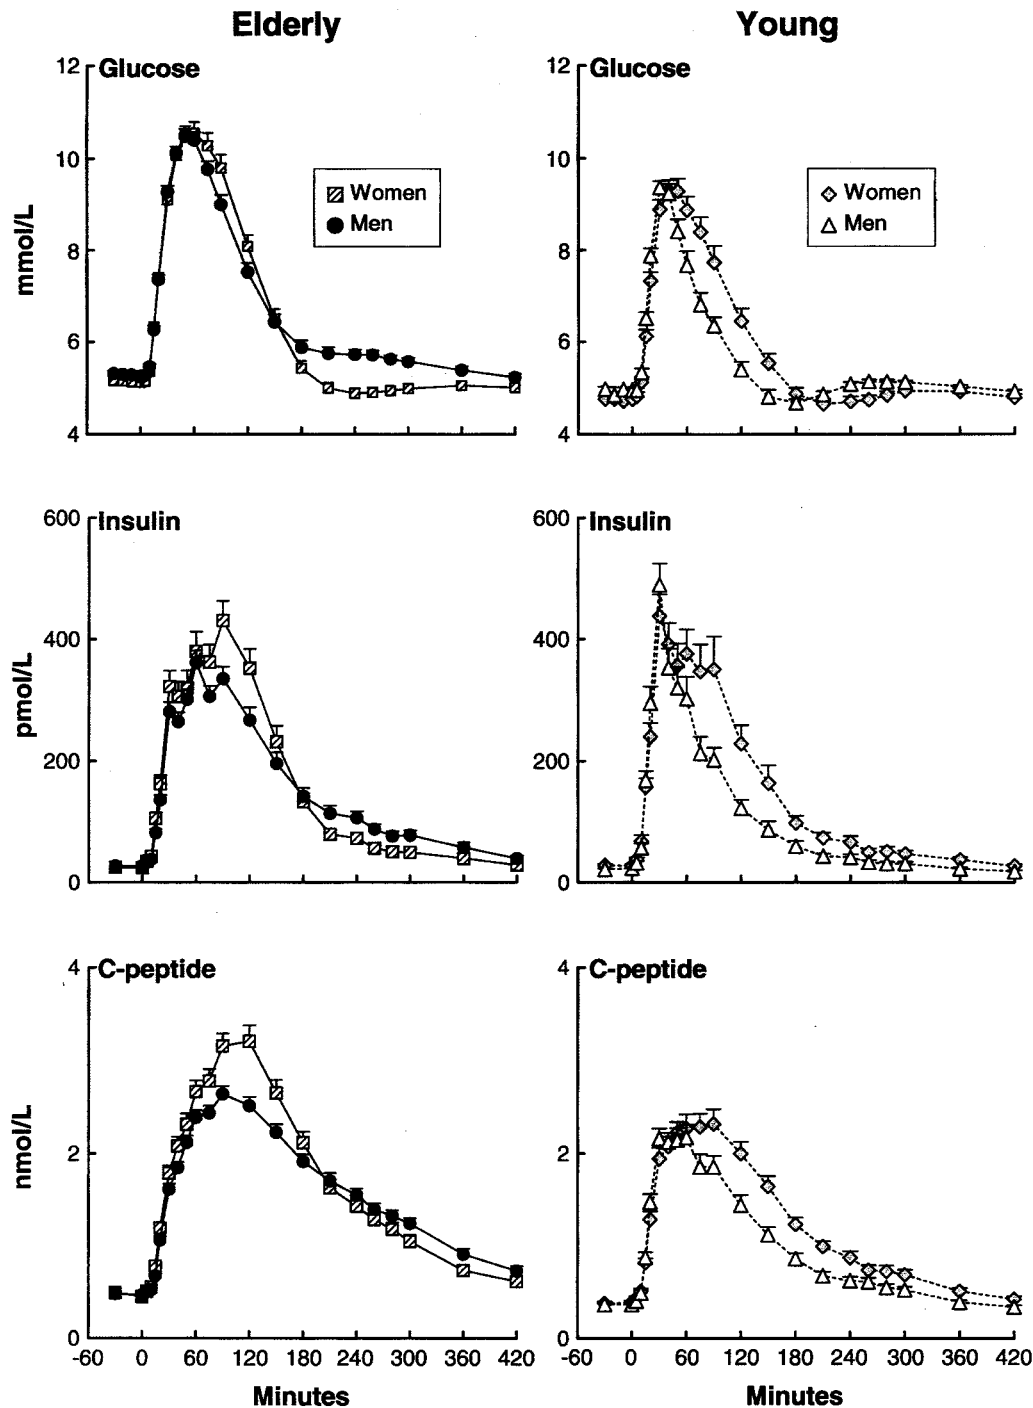 Elderly Young
12 Glucose 12 Glucose
10 10
Women Women
Men Men
mmol/L
8 8
6 6
4 4
600 Insulin 600 Insulin
400 400
pmol/L
200 200
0 0
4 C-peptide 4 C-peptide
nmol/L
2 2
0 0
-60 0 60 120 180 240 300 360 420 -60 0 60 120 180 240 300 360 420
Minutes Minutes